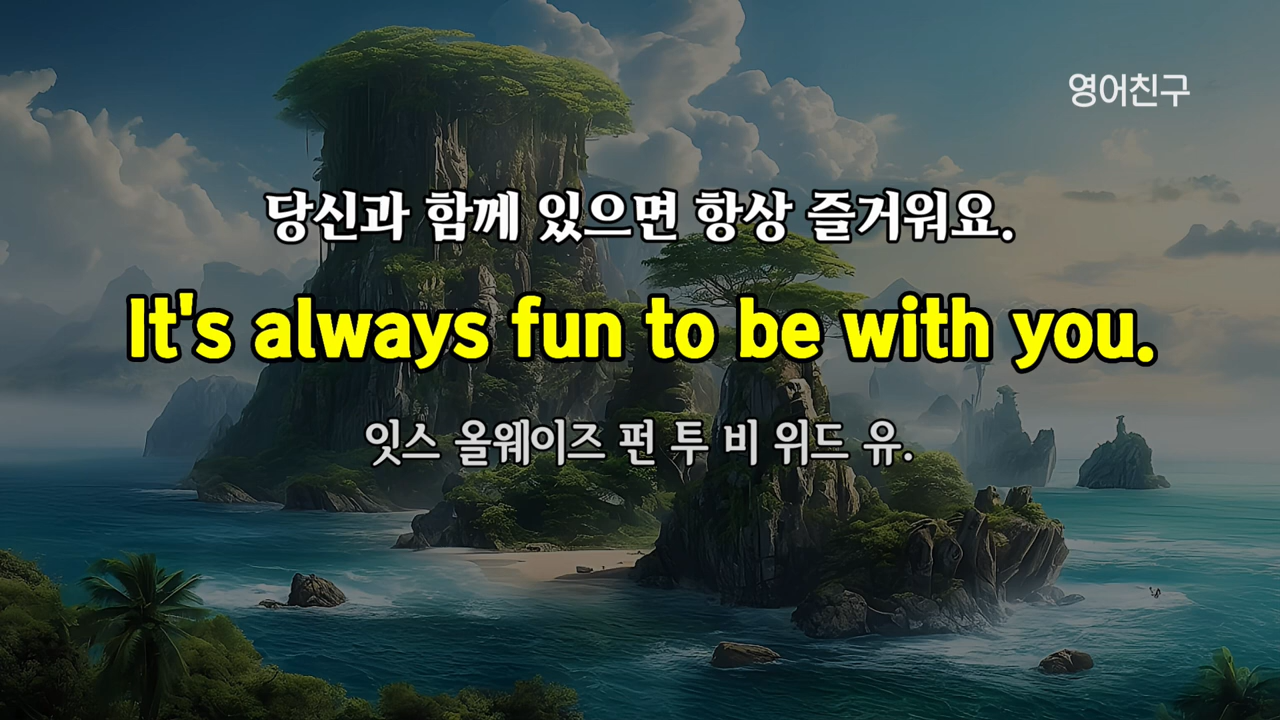 영어친구
당신과 함께 있으면 항상 즐거워요.
It's always fun to be with you.
잇스 올웨이즈 펀 투 비 위드 유.